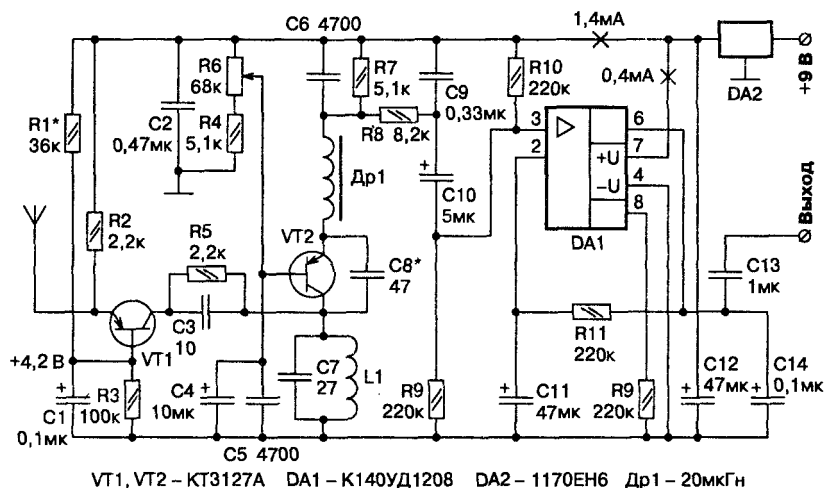 C6 4700
1,4мА
R6
68к
R7
5,1к
R10
220к
0,4мА
DA2
+9 В
C2
0,47мк
R4
5,1к
C9
0,33мк
R8 8,2к
R1*
36к
3
2
6
7
4
8
+U
–U
DA1
Др1
C10
5мк
Выход
R2
2,2к
R5
2,2к
VT2
C8*
47
C13
1мк
C3
10
VT1
R11
220к
+4,2 В
+
C1
0,1мк
R3
100к
+
C4
10мк
C7
27
L1
R9
220к
+
C11
47мк
R9
220к
+
C12
47мк
+
C14
0,1мк
+
C5 4700
VT1, VT2 – КТ3127А DA1 – К140УД1208 DA2 – 1170ЕН6 Др1 – 20мкГн